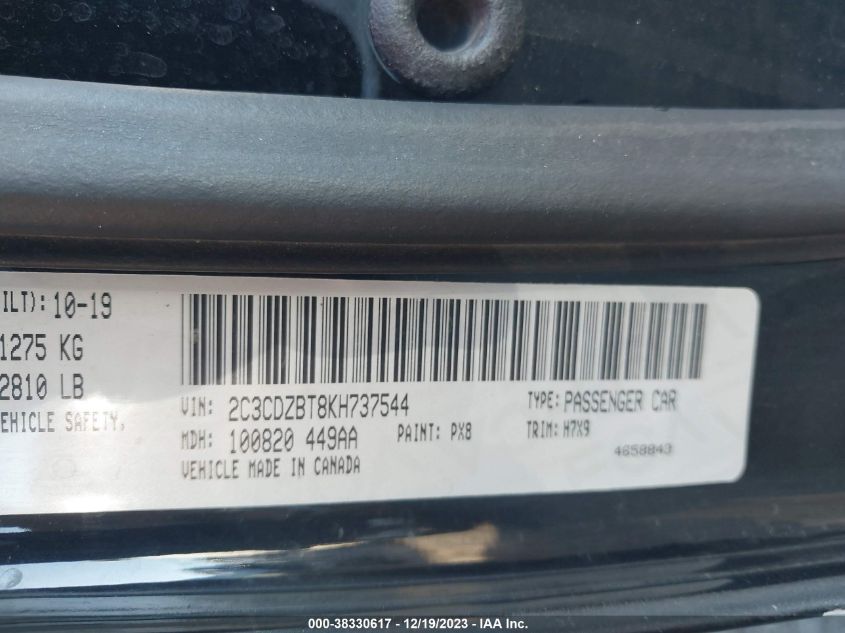 ILT): 10-19
1275 KG
2810 LB
EHICLE SAFETY.
VIN: 2C3CDZBT8KH737544
TYPE: PASSENGER CAR
MDH: 100820 449AA
PAINT: PX8
TRIM: H7X9
VEHICLE MADE IN CANADA
4658843
000-38330617 - 12/19/2023 - IAA Inc.